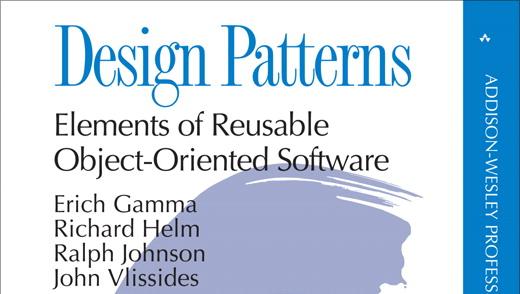 Design Patterns
Elements of Reusable
Object-Oriented Software
Erich Gamma
Richard Helm
Ralph Johnson
John Vlissides
ADDISON-WESLEY PROFESS